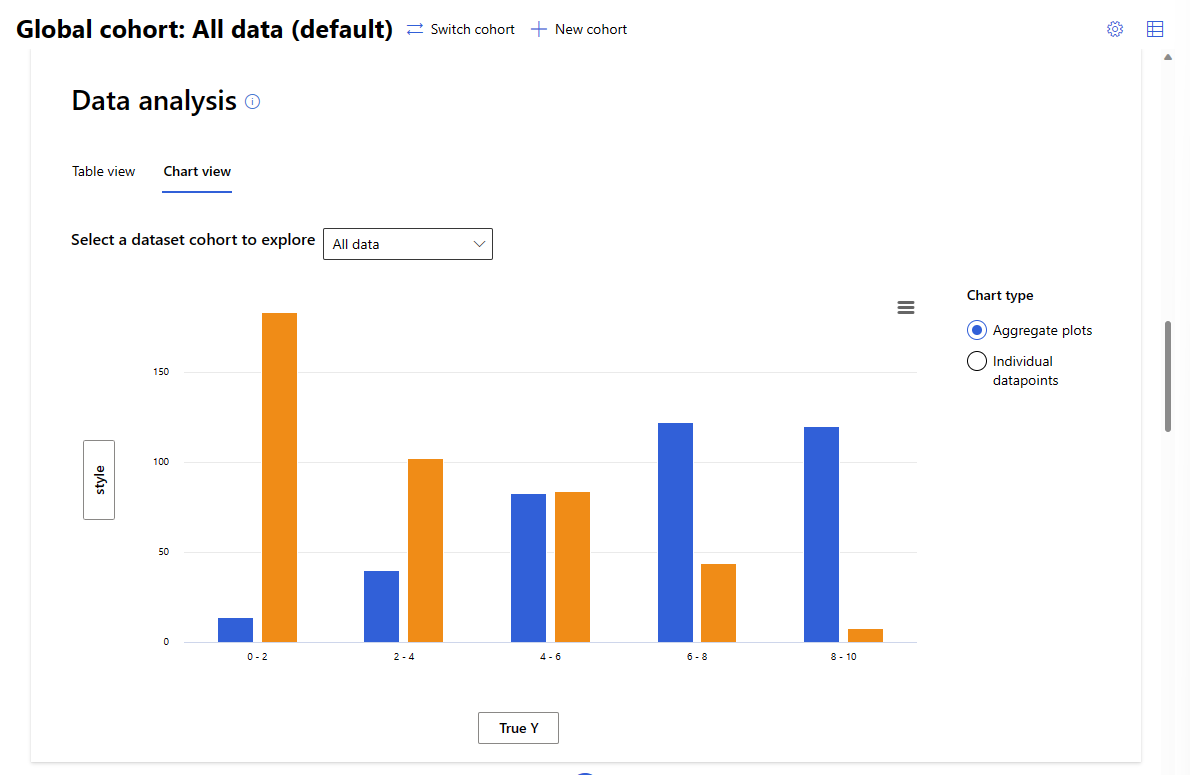 Global cohort: All data (default) Switch cohort New cohort
Data analysis
Table view Chart view
Select a dataset cohort to explore All data
Chart type
Aggregate plots
Individual
datapoints
150
100
50
0
style
0 - 2 2 - 4 4 - 6 6 - 8 8 - 10
True Y